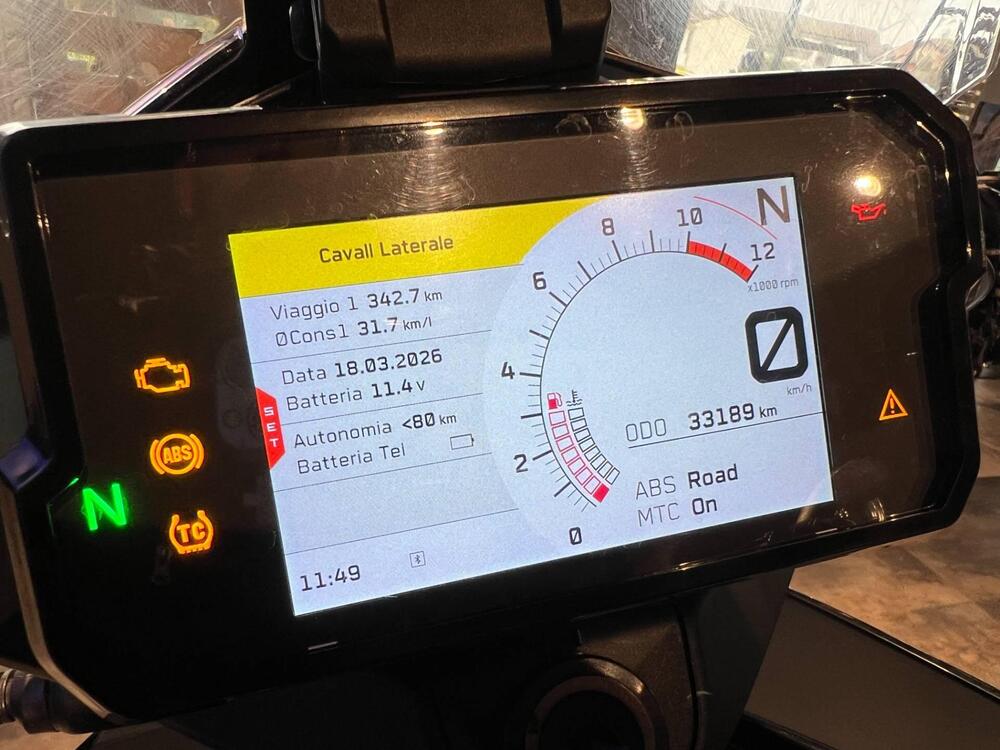 Cavall Laterale
Viaggio 1 342.7 km
ØCons1 31.7 km/l
Data 18.03.2026
Batteria 11.4 v
Autonomia <80 km
Batteria Tel
SET
11:49
0
2
4
6
8
10
12
x1000 rpm
N
0
km/h
ODO 33189 km
ABS Road
MTC On
ABS
N
TC